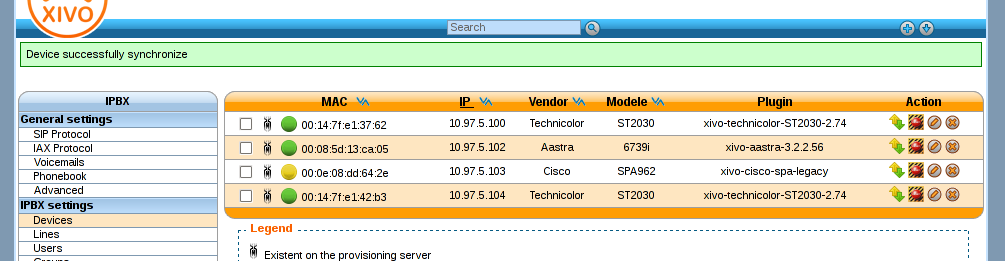 XIVO
Search
Device successfully synchronize
IPBX
General settings
SIP Protocol
IAX Protocol
Voicemails
Phonebook
Advanced
IPBX settings
Devices
Lines
Users
MAC IP Vendor Modele Plugin Action
00:14:7f:e1:37:62 10.97.5.100 Technicolor ST2030 xivo-technicolor-ST2030-2.74
00:08:5d:13:ca:05 10.97.5.102 Aastra 6739i xivo-aastra-3.2.2.56
00:0e:08:dd:64:2e 10.97.5.103 Cisco SPA962 xivo-cisco-spa-legacy
00:14:7f:e1:42:b3 10.97.5.104 Technicolor ST2030 xivo-technicolor-ST2030-2.74
Legend
Existent on the provisioning server